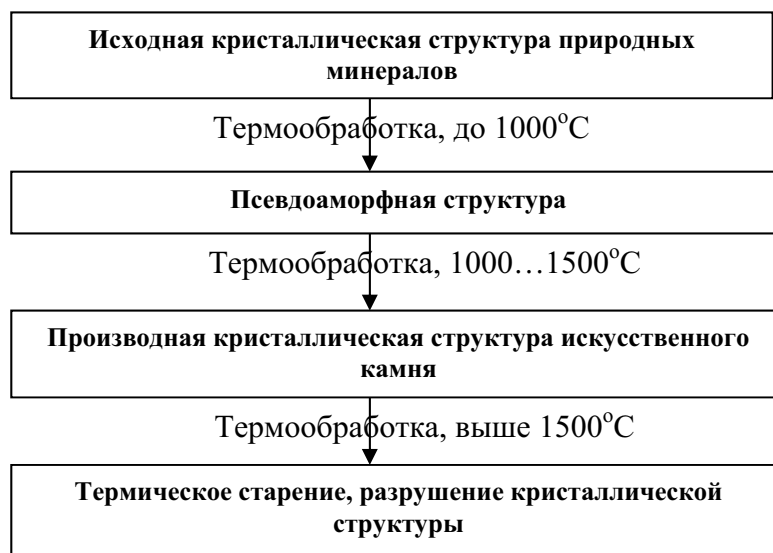 Исходная кристаллическая структура природных
минералов
Термообработка, до 1000°С
Псевдоаморфная структура
Термообработка, 1000…1500°С
Производная кристаллическая структура искусственного
камня
Термообработка, выше 1500°С
Термическое старение, разрушение кристаллической
структуры